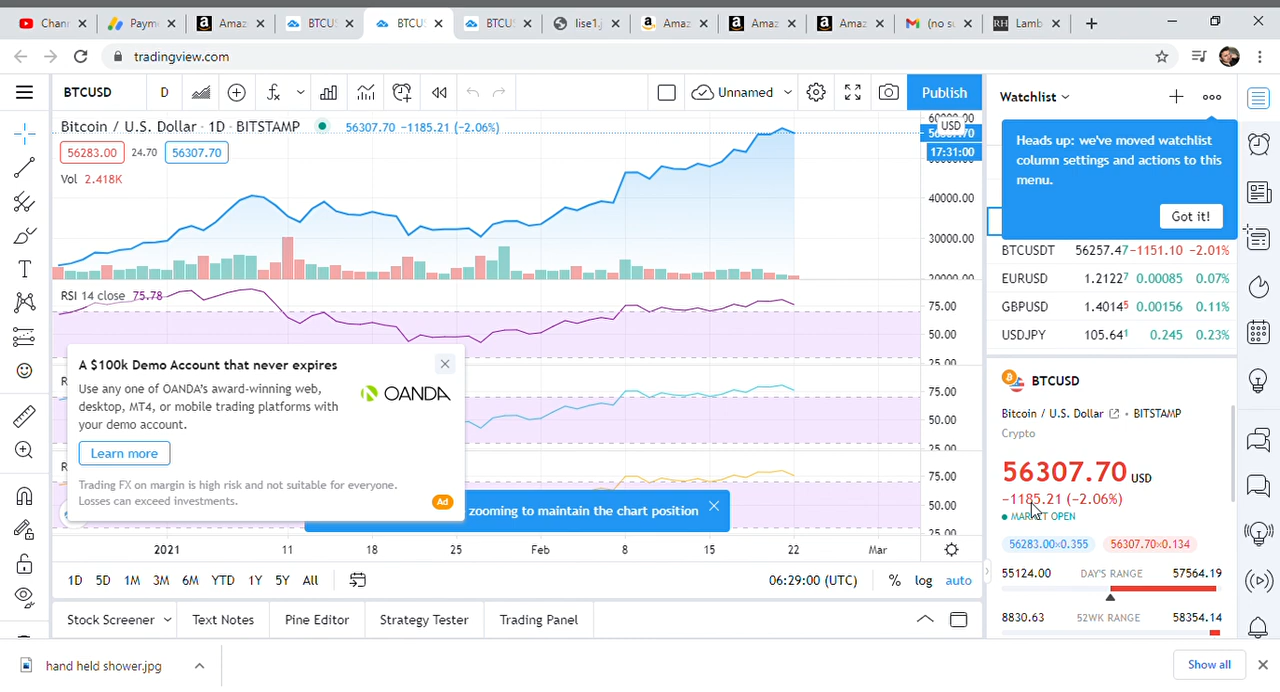 Chann
Paym
Amaz
BTCU
BTCU
BTCU
lise1.j
Amaz
Amaz
Amaz
(no su
RH
Lamb
tradingview.com
BTCUSD
D
Unnamed
Publish
Watchlist
Bitcoin / U.S. Dollar · 1D · BITSTAMP
56307.70 −1185.21 (−2.06%)
56283.00
24.70
56307.70
Vol 2.418K
60000.00
USD
17:31:00
40000.00
30000.00
20000.00
Heads up: we've moved watchlist
column settings and actions to this
menu.
Got it!
BTCUSDT 56257.47 −1151.10 −2.01%
EURUSD 1.21227 0.00085 0.07%
GBPUSD 1.40145 0.00156 0.11%
USDJPY 105.641 0.245 0.23%
RSI 14 close 75.78
75.00
50.00
25.00
75.00
50.00
25.00
75.00
50.00
25.00
A $100k Demo Account that never expires
Use any one of OANDA's award-winning web,
desktop, MT4, or mobile trading platforms with
your demo account.
OANDA
Learn more
Trading FX on margin is high risk and not suitable for everyone.
Losses can exceed investments.
Ad
zooming to maintain the chart position
BTCUSD
Bitcoin / U.S. Dollar • BITSTAMP
Crypto
56307.70 USD
−1185.21 (−2.06%)
MARKET OPEN
56283.00×0.355
56307.70×0.134
55124.00 DAY'S RANGE 57564.19
8830.63 52WK RANGE 58354.14
2021
11
18
25
Feb
8
15
22
Mar
1D
5D
1M
3M
6M
YTD
1Y
5Y
All
06:29:00 (UTC)
%
log
auto
Stock Screener
Text Notes
Pine Editor
Strategy Tester
Trading Panel
hand held shower.jpg
Show all